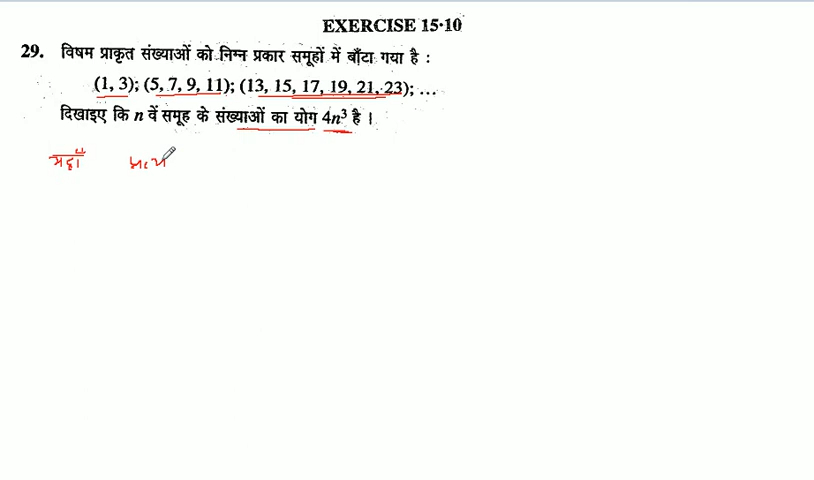 EXERCISE 15·10
29. विषम प्राकृत संख्याओं को निम्न प्रकार समूहों में बाँटा गया है :
(1, 3); (5, 7, 9, 11); (13, 15, 17, 19, 21, 23); ...
दिखाइए कि n वें समूह के संख्याओं का योग 4n³ है ।
यहाँ